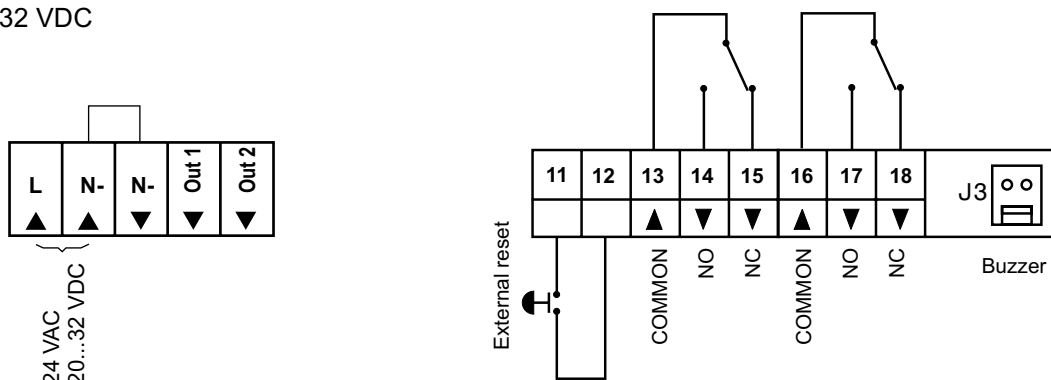 32 VDC
L N- N- Out 1 Out 2
24 VAC
20...32 VDC
11 12 13 14 15 16 17 18
J3
External reset
COMMON
NO
NC
COMMON
NO
NC
Buzzer